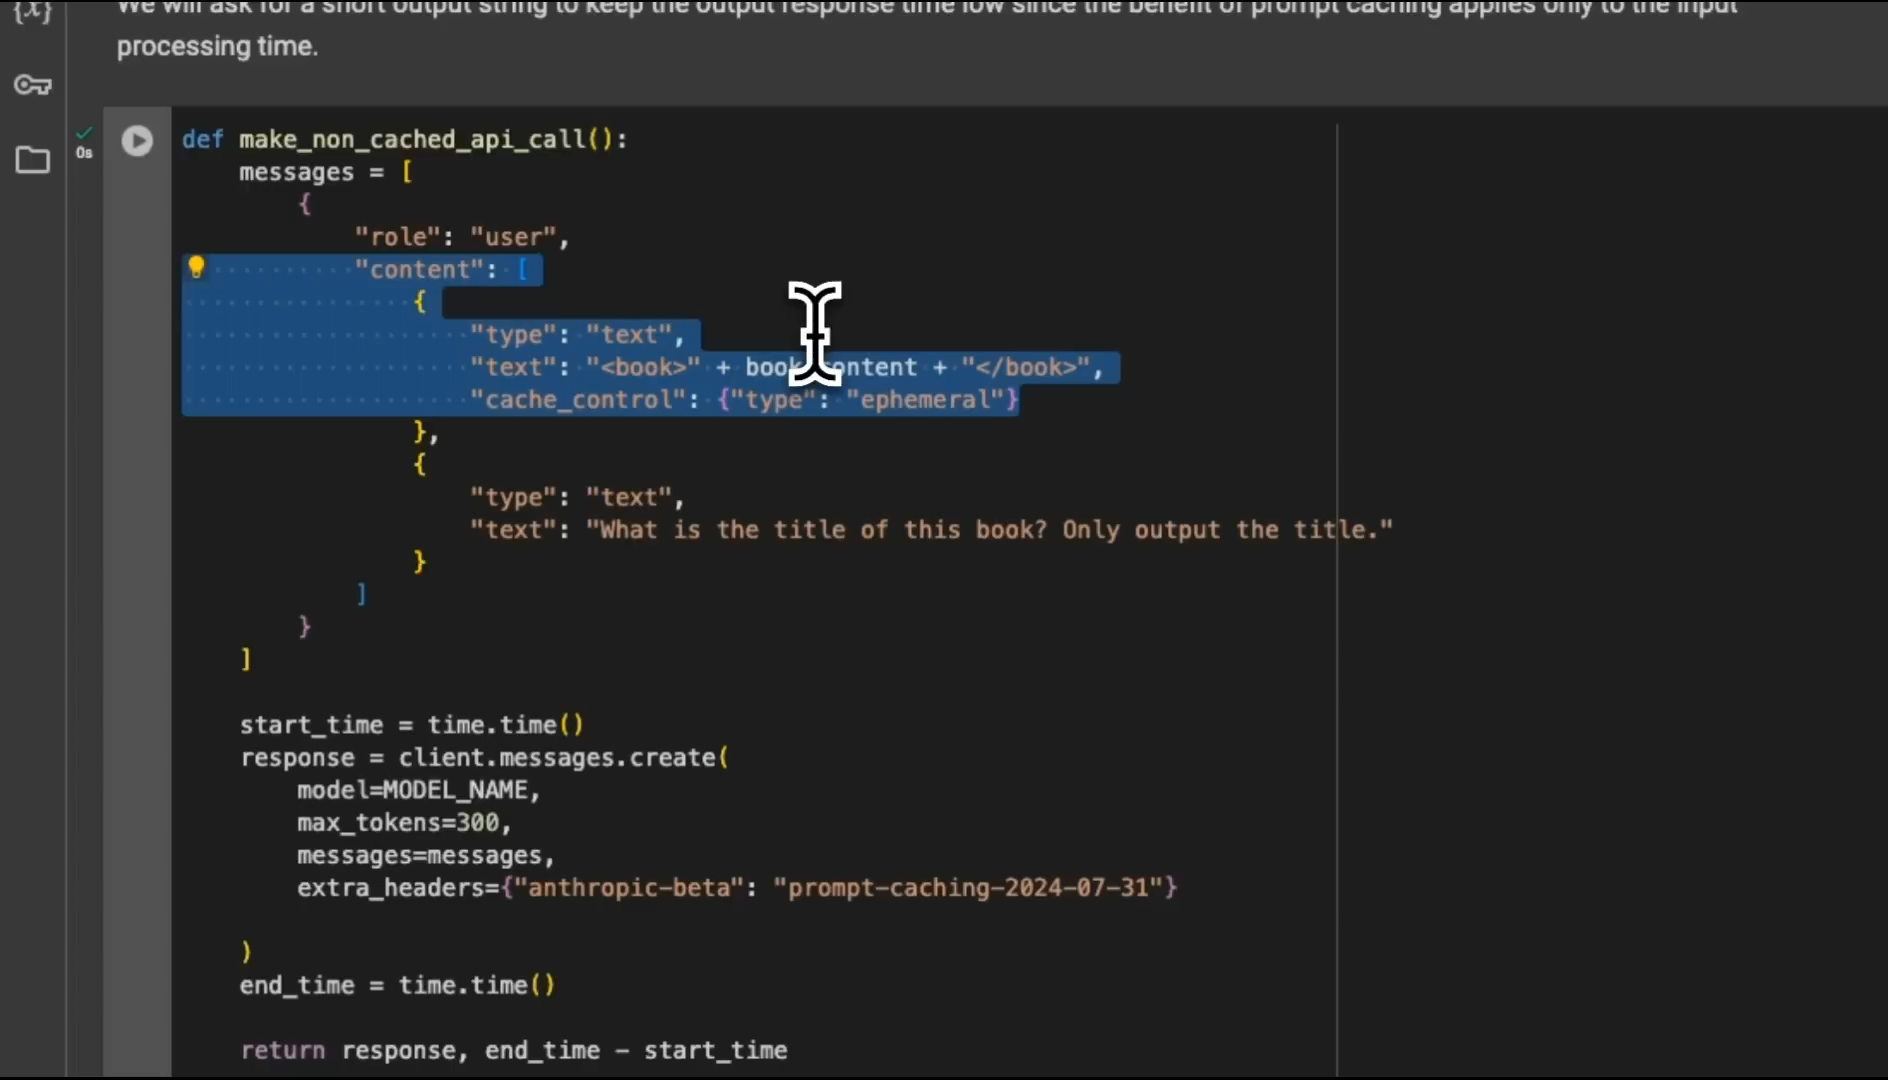 We will ask for a short output string to keep the output response time low since the benefit of prompt caching applies only to the input
processing time.
{x}
0s
def make_non_cached_api_call():
    messages = [
        {
            "role": "user",
            "content": [
                {
                    "type": "text",
                    "text": "<book>" + book_content + "</book>",
                    "cache_control": {"type": "ephemeral"}
                },
                {
                    "type": "text",
                    "text": "What is the title of this book? Only output the title."
                }
            ]
        }
    ]
    start_time = time.time()
    response = client.messages.create(
        model=MODEL_NAME,
        max_tokens=300,
        messages=messages,
        extra_headers={"anthropic-beta": "prompt-caching-2024-07-31"}
    )
    end_time = time.time()
    return response, end_time - start_time